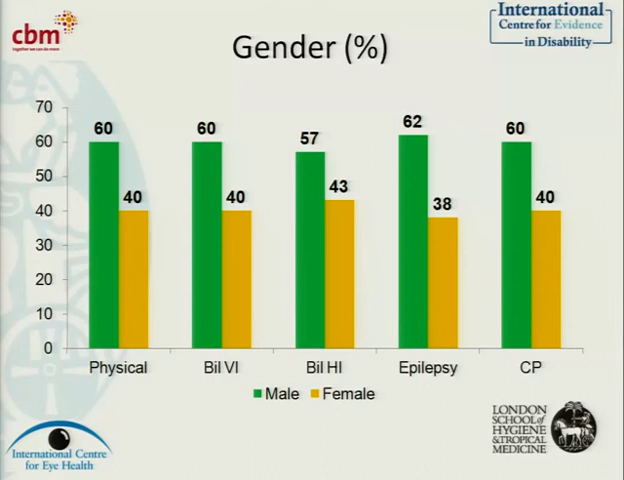 cbm
together we can do more
International
Centre for Evidence
in Disability
Gender (%)
70
60
50
40
30
20
10
0
60
40
60
40
57
43
62
38
60
40
Physical
Bil VI
Bil HI
Epilepsy
CP
Male
Female
International Centre
for Eye Health
LONDON
SCHOOL of
HYGIENE
& TROPICAL
MEDICINE